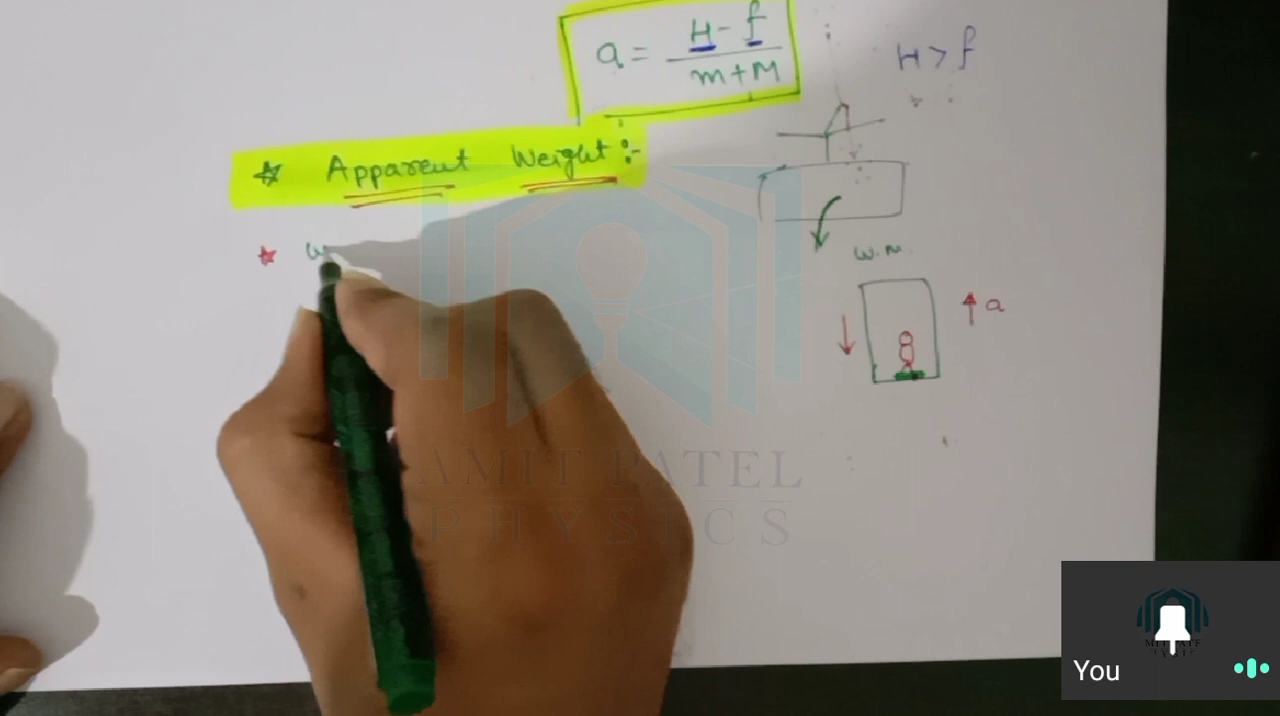 a = H - f / m + M
H > f
☆ Apparent Weight :-
★ W
W.M.
↑ a
AMIT PATEL
PHYSICS
You